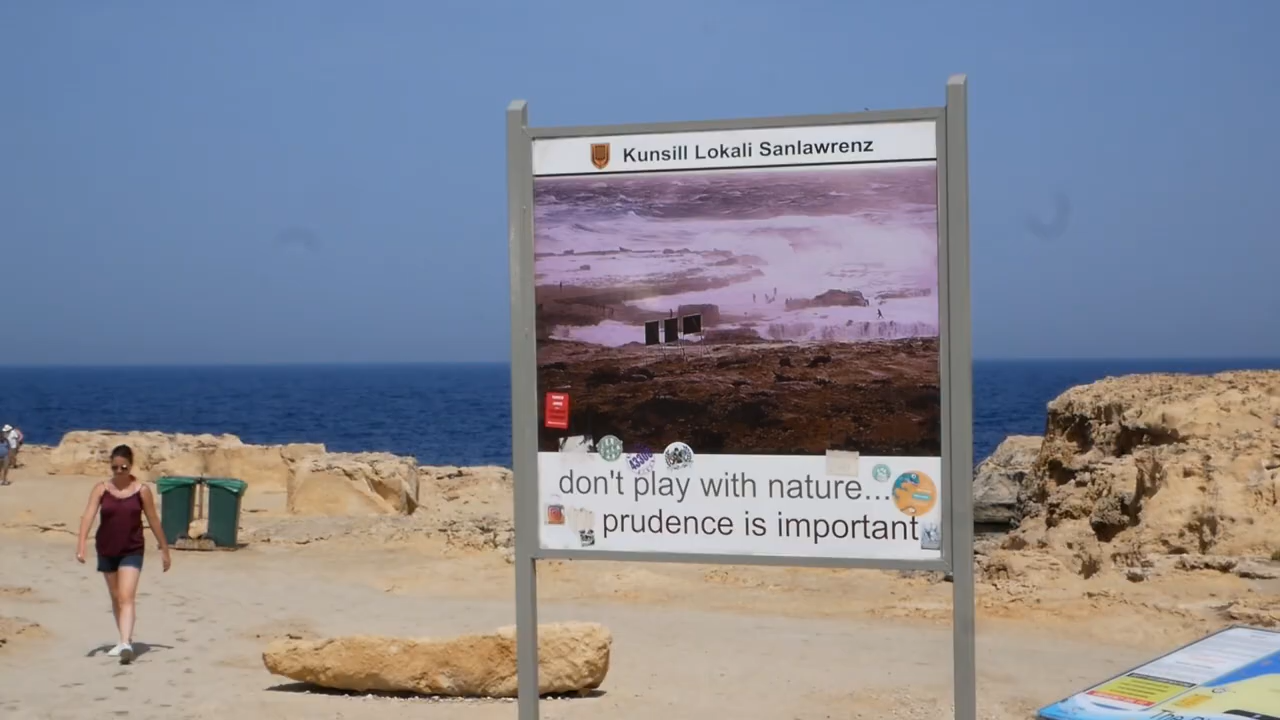 Kunsill Lokali Sanlawrenz
don't play with nature...
prudence is important